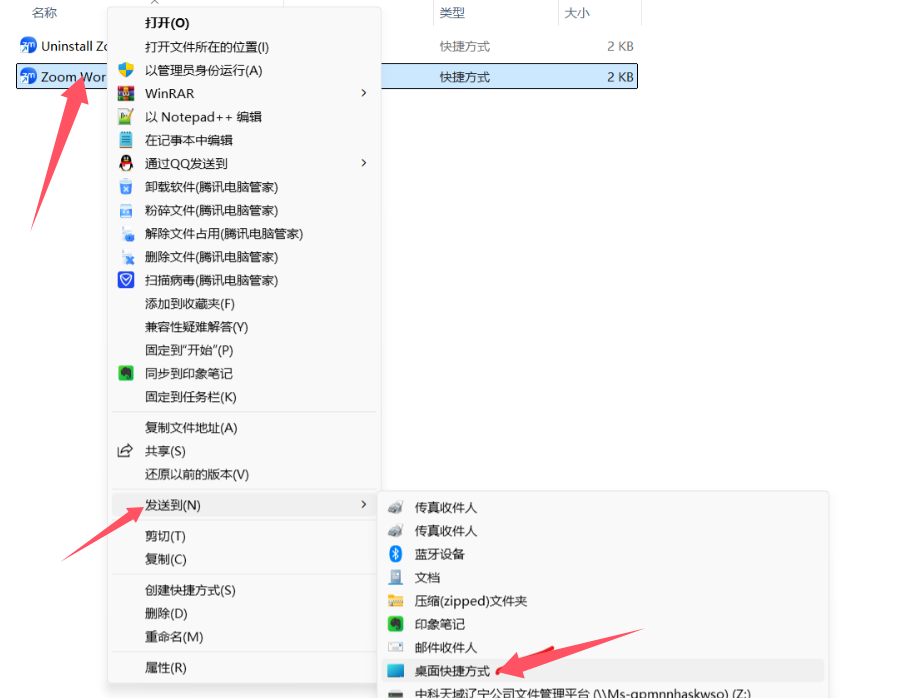 名称 类型 大小
Uninstall Zo 快捷方式 2 KB
Zoom Wor 快捷方式 2 KB
打开(O)
打开文件所在的位置(I)
以管理员身份运行(A)
WinRAR
以 Notepad++ 编辑
在记事本中编辑
通过QQ发送到
卸载软件(腾讯电脑管家)
粉碎文件(腾讯电脑管家)
解除文件占用(腾讯电脑管家)
删除文件(腾讯电脑管家)
扫描病毒(腾讯电脑管家)
添加到收藏夹(F)
兼容性疑难解答(Y)
固定到"开始"(P)
同步到印象笔记
固定到任务栏(K)
复制文件地址(A)
共享(S)
还原以前的版本(V)
发送到(N)
剪切(T)
复制(C)
创建快捷方式(S)
删除(D)
重命名(M)
属性(R)
传真收件人
传真收件人
蓝牙设备
文档
压缩(zipped)文件夹
印象笔记
邮件收件人
桌面快捷方式
中科天域辽宁公司文件管理平台 (\\Ms-qpmnnhaskwso) (Z:)